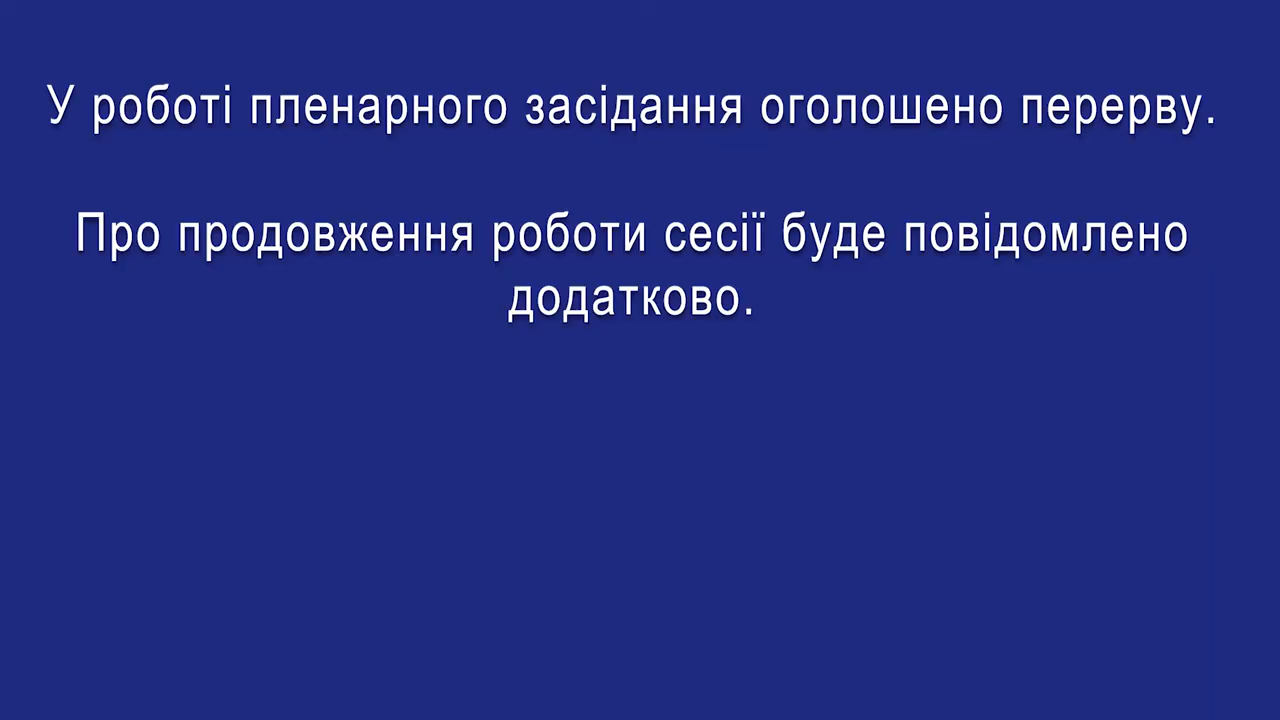 У роботі пленарного засідання оголошено перерву.
Про продовження роботи сесії буде повідомлено
додатково.